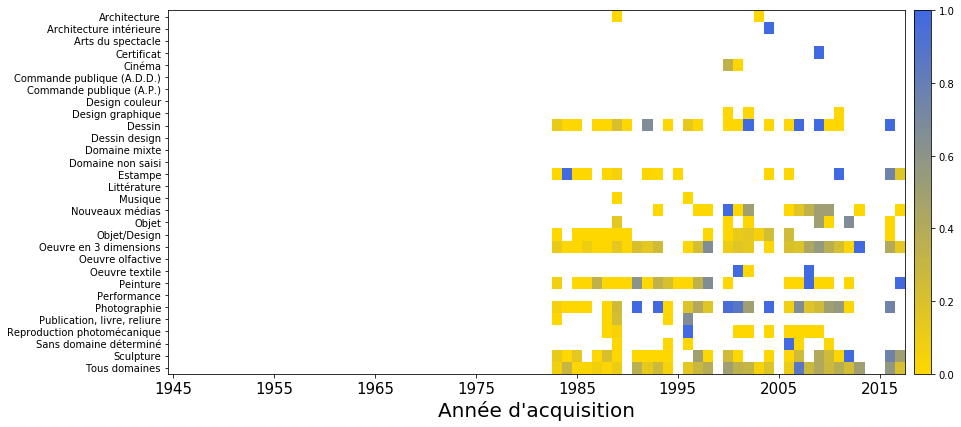 Architecture
Architecture intérieure
Arts du spectacle
Certificat
Cinéma
Commande publique (A.D.D.)
Commande publique (A.P.)
Design couleur
Design graphique
Dessin
Dessin design
Domaine mixte
Domaine non saisi
Estampe
Littérature
Musique
Nouveaux médias
Objet
Objet/Design
Oeuvre en 3 dimensions
Oeuvre olfactive
Oeuvre textile
Peinture
Performance
Photographie
Publication, livre, reliure
Reproduction photomécanique
Sans domaine déterminé
Sculpture
Tous domaines
1945 1955 1965 1975 1985 1995 2005 2015
Année d'acquisition
1.0
0.8
0.6
0.4
0.2
0.0